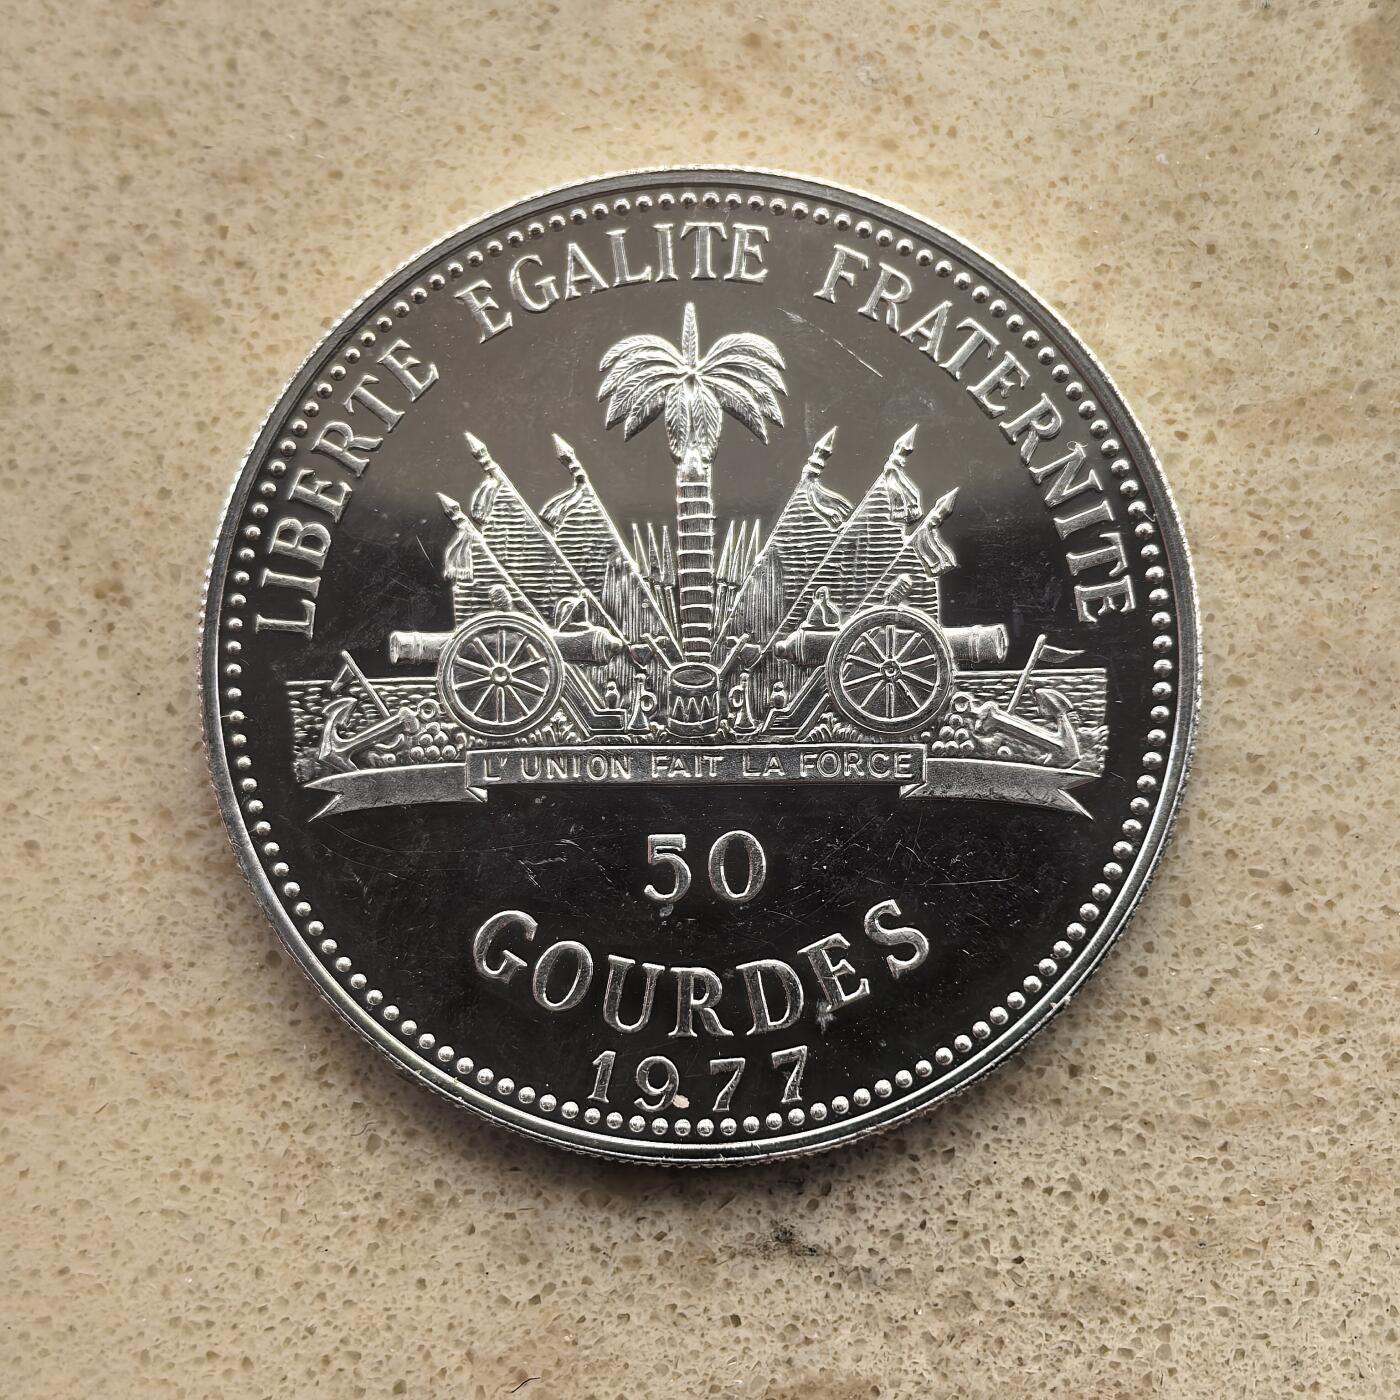 LIBERTE EGALITE FRATERNITE
L' UNION FAIT LA FORCE
50
GOURDES
1977